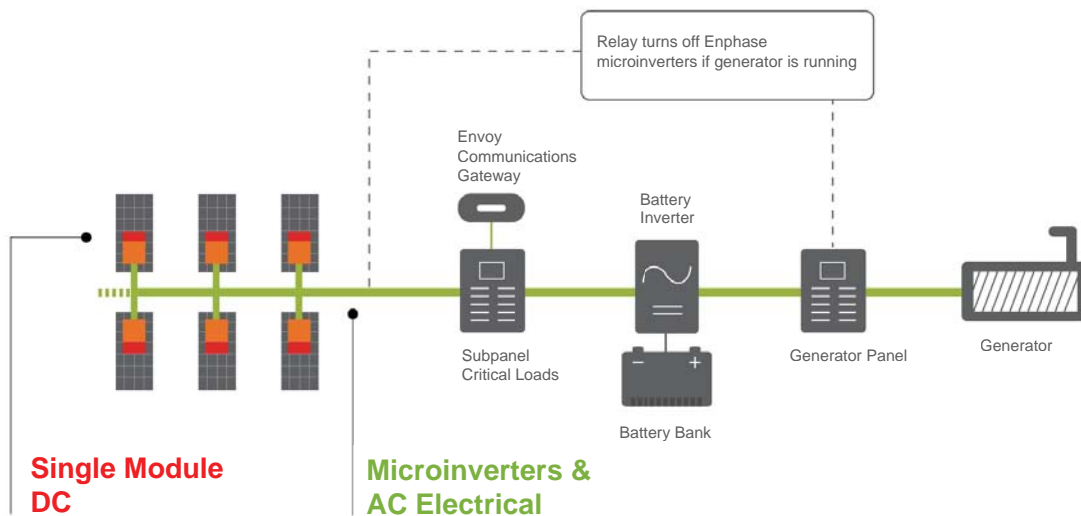 Relay turns off Enphase
microinverters if generator is running
Envoy
Communications
Gateway
Battery
Inverter
Subpanel
Critical Loads
Generator Panel
Generator
Battery Bank
Single Module
DC
Microinverters &
AC Electrical